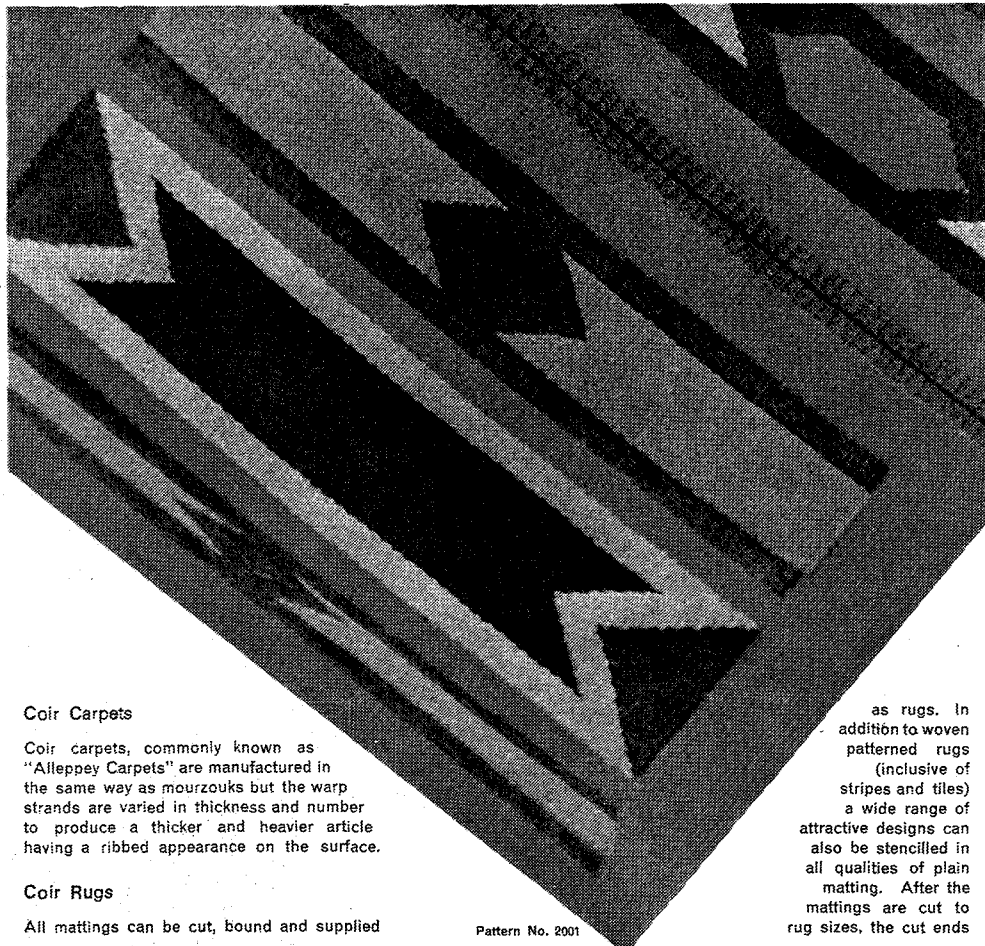 Coir Carpets
Coir carpets, commonly known as
"Alleppey Carpets" are manufactured in
the same way as mourzouks but the warp
strands are varied in thickness and number
to produce a thicker and heavier article
having a ribbed appearance on the surface.
Coir Rugs
All mattings can be cut, bound and supplied
Pattern No. 2001
as rugs. In
addition to woven
patterned rugs
(inclusive of
stripes and tiles)
a wide range of
attractive designs can
also be stencilled in
all qualities of plain
matting. After the
mattings are cut to
rug sizes, the cut ends